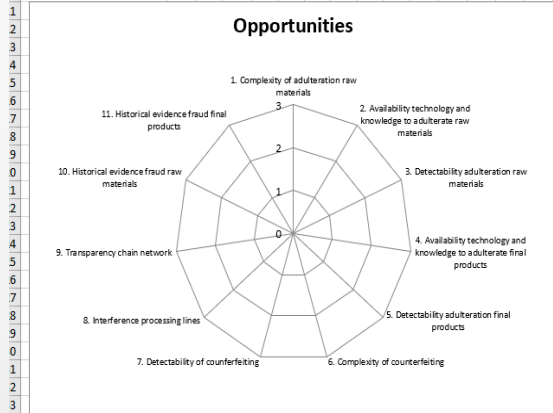 Opportunities
1. Complexity of adulteration raw
materials
2. Availability technology and
knowledge to adulterate raw
materials
3. Detectability adulteration raw
materials
4. Availability technology and
knowledge to adulterate final
products
5. Detectability adulteration final
products
6. Complexity of counterfeiting
7. Detectability of counferfeiting
8. Interference processing lines
9. Transparency chain network
10. Historical evidence fraud raw
materials
11. Historical evidence fraud final
products
3
2
1
0
1
2
3
4
5
6
7
8
9
0
1
2
3
4
5
6
7
8
9
0
1
2
3